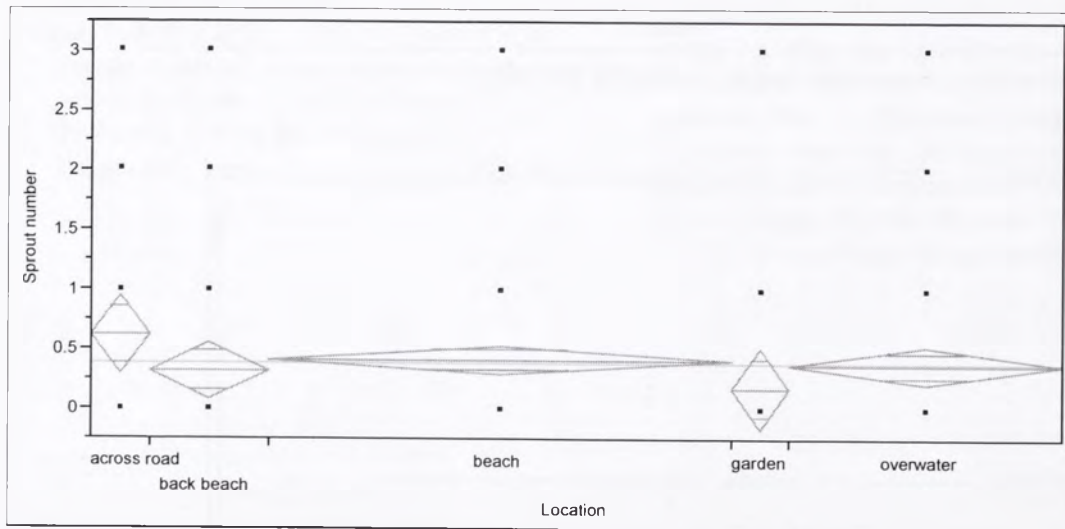 3
2.5
2
1.5
1
0.5
0
Sprout number
across road
back beach
beach
garden
overwater
Location